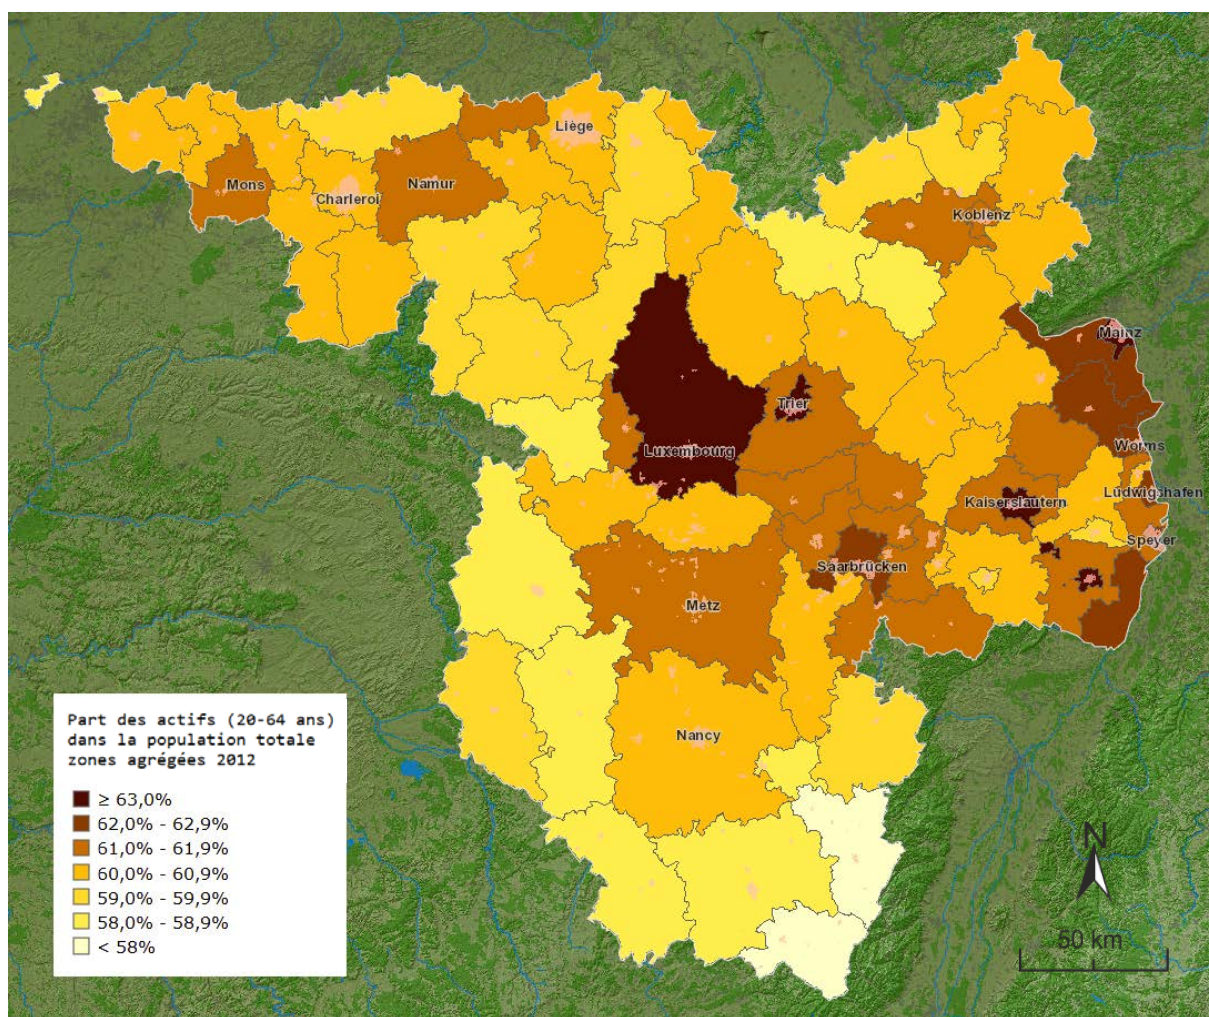 Liège
Mons
Charleroi
Namur
Koblenz
Mainz
Trier
Worms
Luxembourg
Kaiserslautern
Ludwigshafen
Speyer
Saarbrücken
Metz
Nancy
Part des actifs (20-64 ans)
dans la population totale
zones agrégées 2012
≥ 63,0%
62,0% - 62,9%
61,0% - 61,9%
60,0% - 60,9%
59,0% - 59,9%
58,0% - 58,9%
< 58%
N
50 km